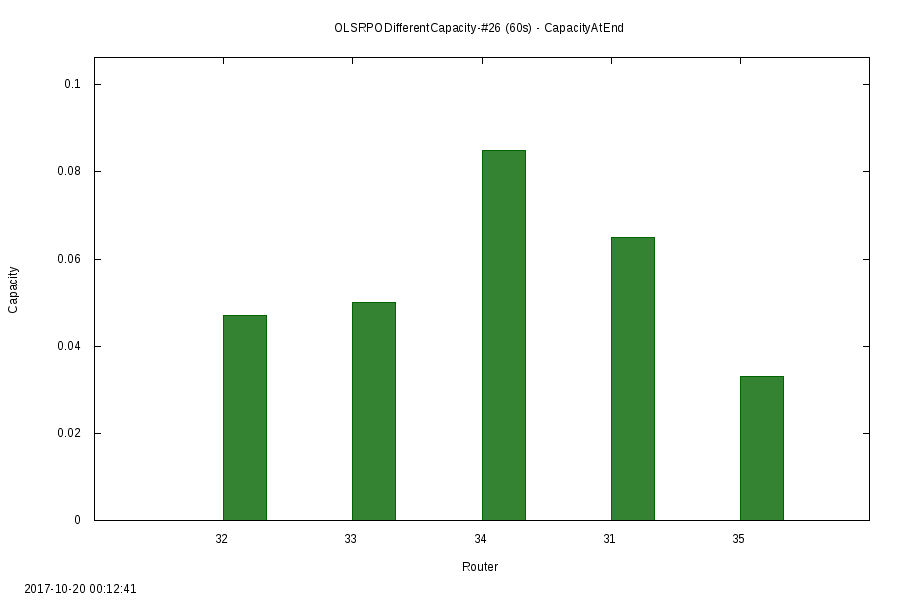 OLSRPODifferentCapacity-#26 (60s) - CapacityAtEnd
0.1
0.08
0.06
0.04
0.02
0
Capacity
32 33 34 31 35
Router
2017-10-20 00:12:41